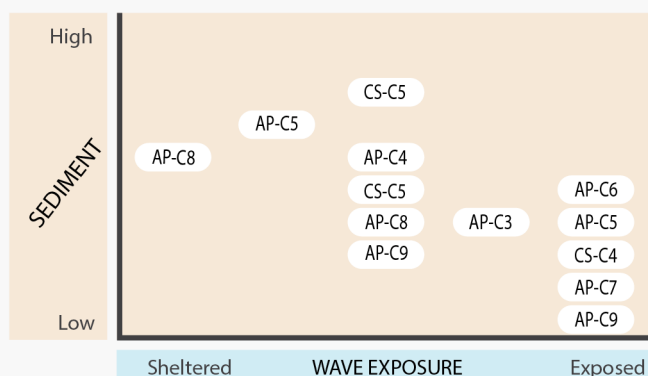 High
CS-C5
AP-C5
AP-C8
AP-C4
CS-C5
AP-C6
SEDIMENT
AP-C8
AP-C3
AP-C5
AP-C9
CS-C4
AP-C7
Low
AP-C9
Sheltered
WAVE EXPOSURE
Exposed